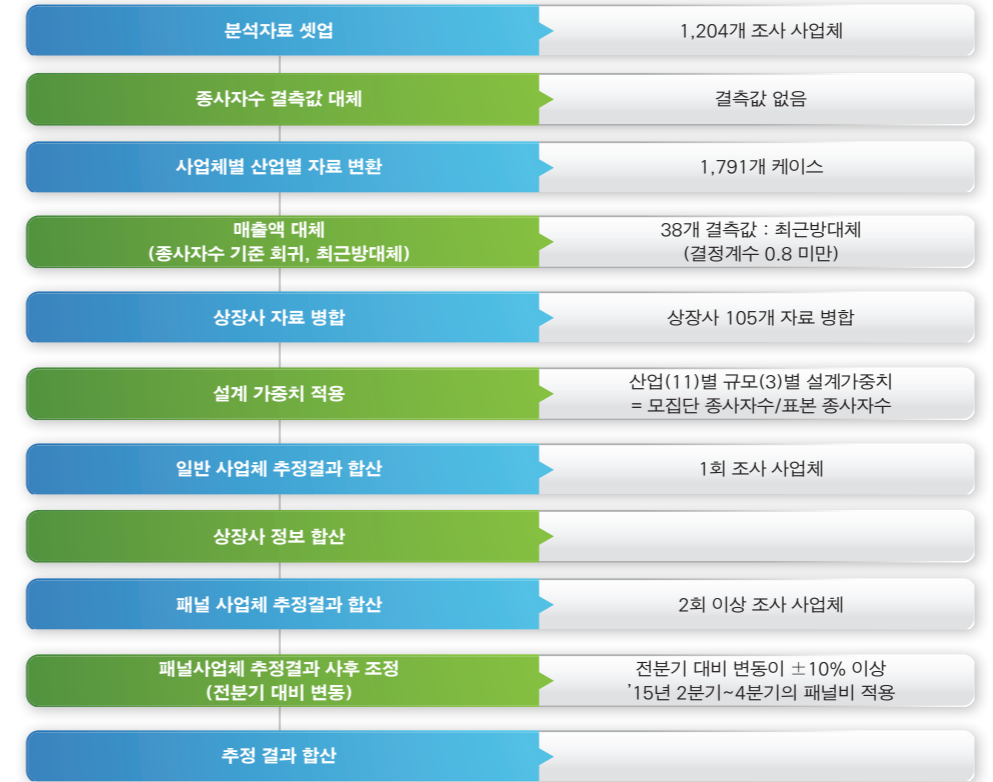 분석자료 셋업
1,204개 조사 사업체
종사자수 결측값 대체
결측값 없음
사업체별 산업별 자료 변환
1,791개 케이스
매출액 대체
(종사자수 기준 회귀, 최근방대체)
38개 결측값 : 최근방대체
(결정계수 0.8 미만)
상장사 자료 병합
상장사 105개 자료 병합
설계 가중치 적용
산업(11)별 규모(3)별 설계가중치
= 모집단 종사자수/표본 종사자수
일반 사업체 추정결과 합산
1회 조사 사업체
상장사 정보 합산
패널 사업체 추정결과 합산
2회 이상 조사 사업체
패널사업체 추정결과 사후 조정
(전분기 대비 변동)
전분기 대비 변동이 ±10% 이상
’15년 2분기~4분기의 패널비 적용
추정 결과 합산